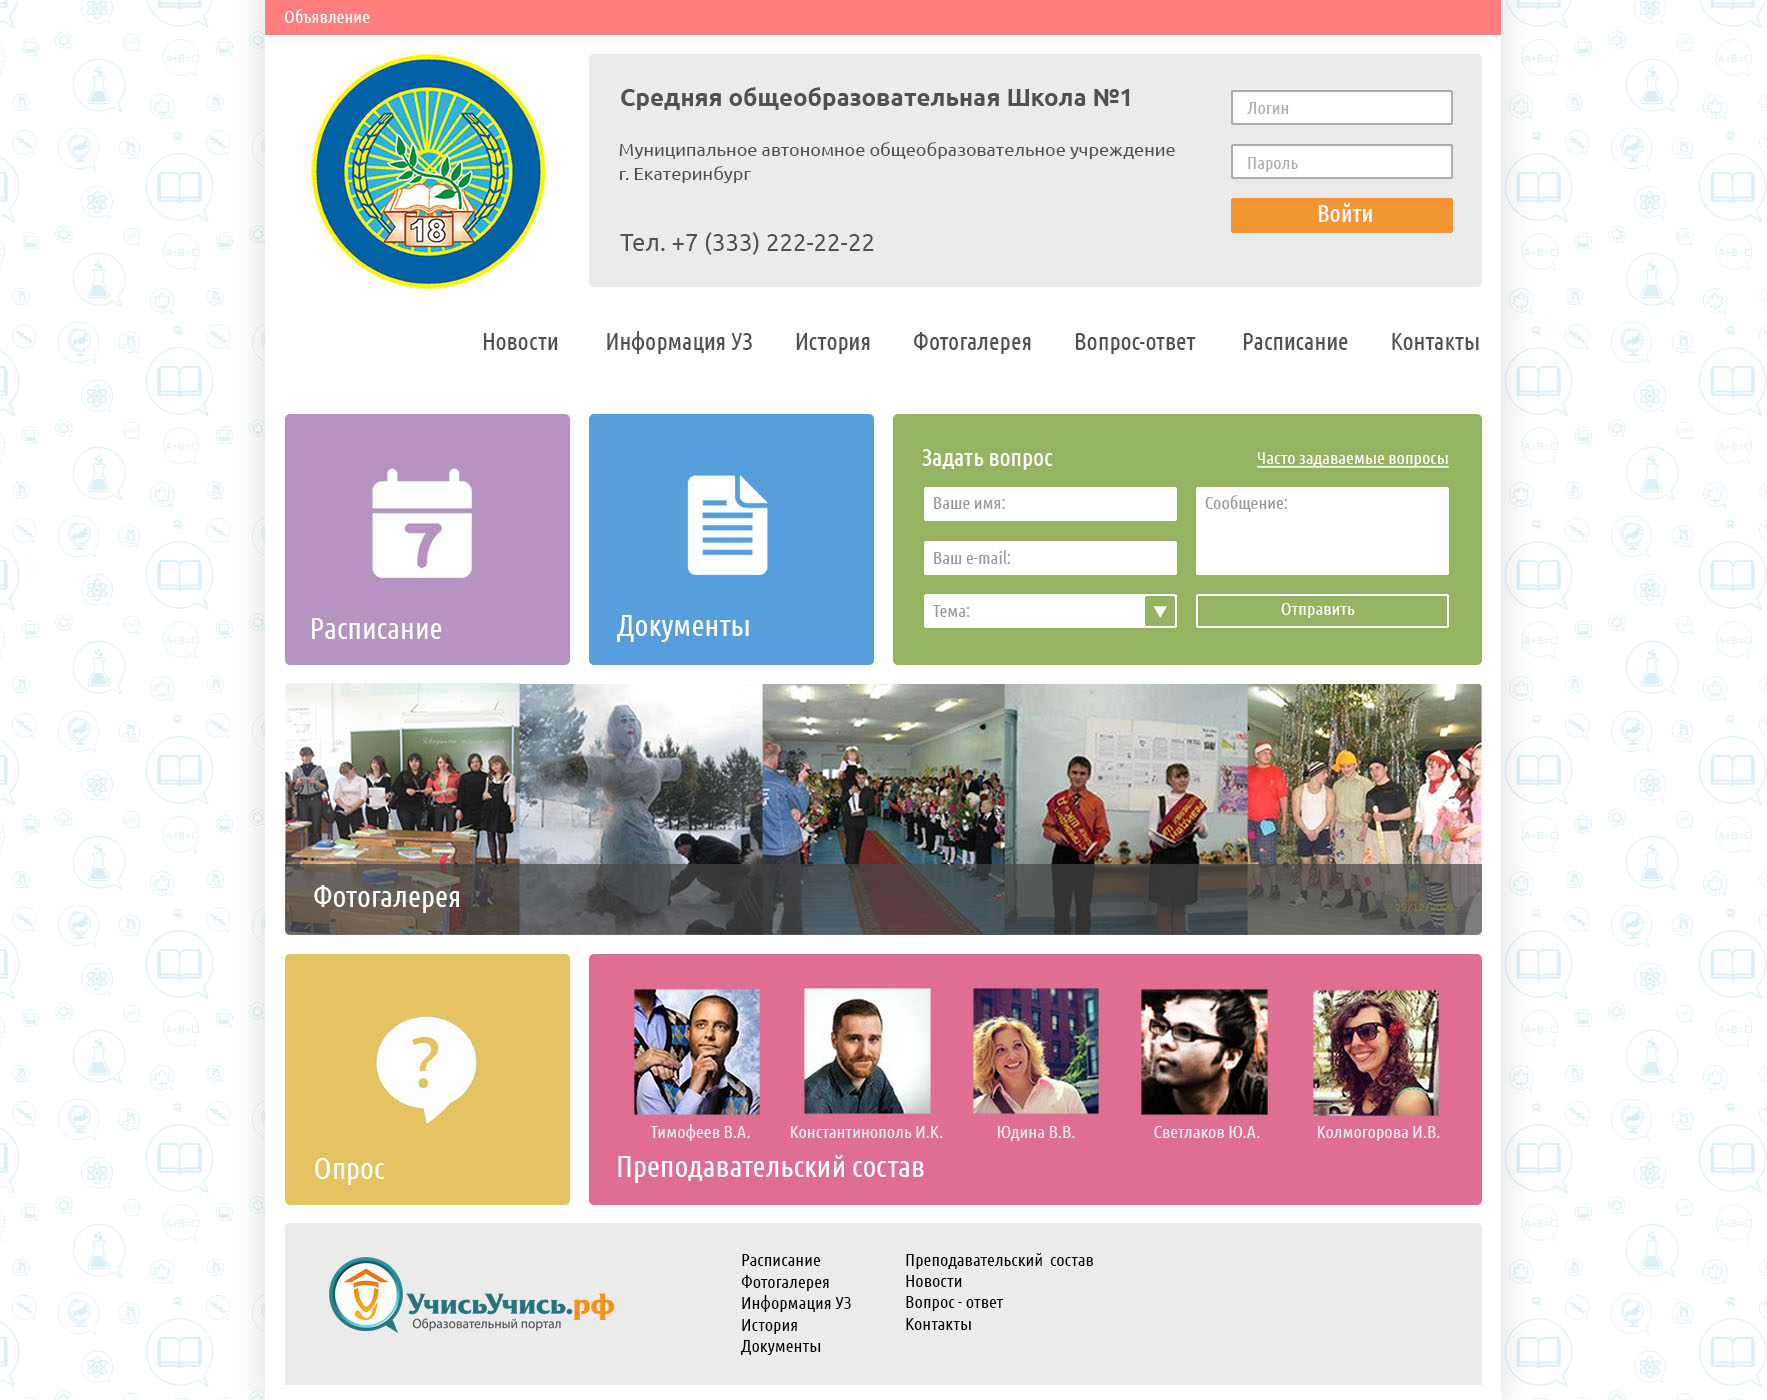 Объявление
18
Средняя общеобразовательная Школа №1
Муниципальное автономное общеобразовательное учреждение
г. Екатеринбург
Тел. +7 (333) 222-22-22
Логин
Пароль
Войти
Новости Информация УЗ История Фотогалерея Вопрос-ответ Расписание Контакты
7
Расписание
Документы
Задать вопрос
Часто задаваемые вопросы
Ваше имя:
Ваш e-mail:
Тема:
Сообщение:
Отправить
Фотогалерея
?
Опрос
Тимофеев В.А. Константинополь И.К. Юдина В.В. Светлаков Ю.А. Колмогорова И.В.
Преподавательский состав
УчисьУчись.рф
Образовательный портал
Расписание
Фотогалерея
Информация УЗ
История
Документы
Преподавательский состав
Новости
Вопрос - ответ
Контакты